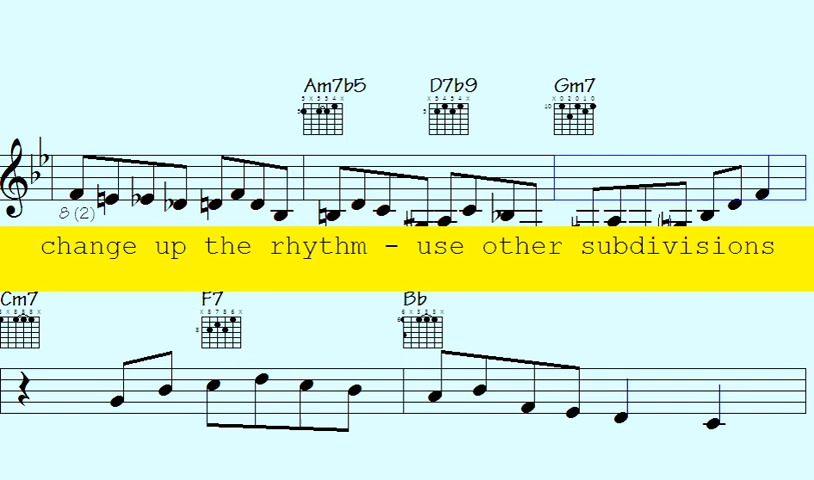 Am7b5 D7b9 Gm7
8 (2)
change up the rhythm - use other subdivisions
Cm7 F7 Bb